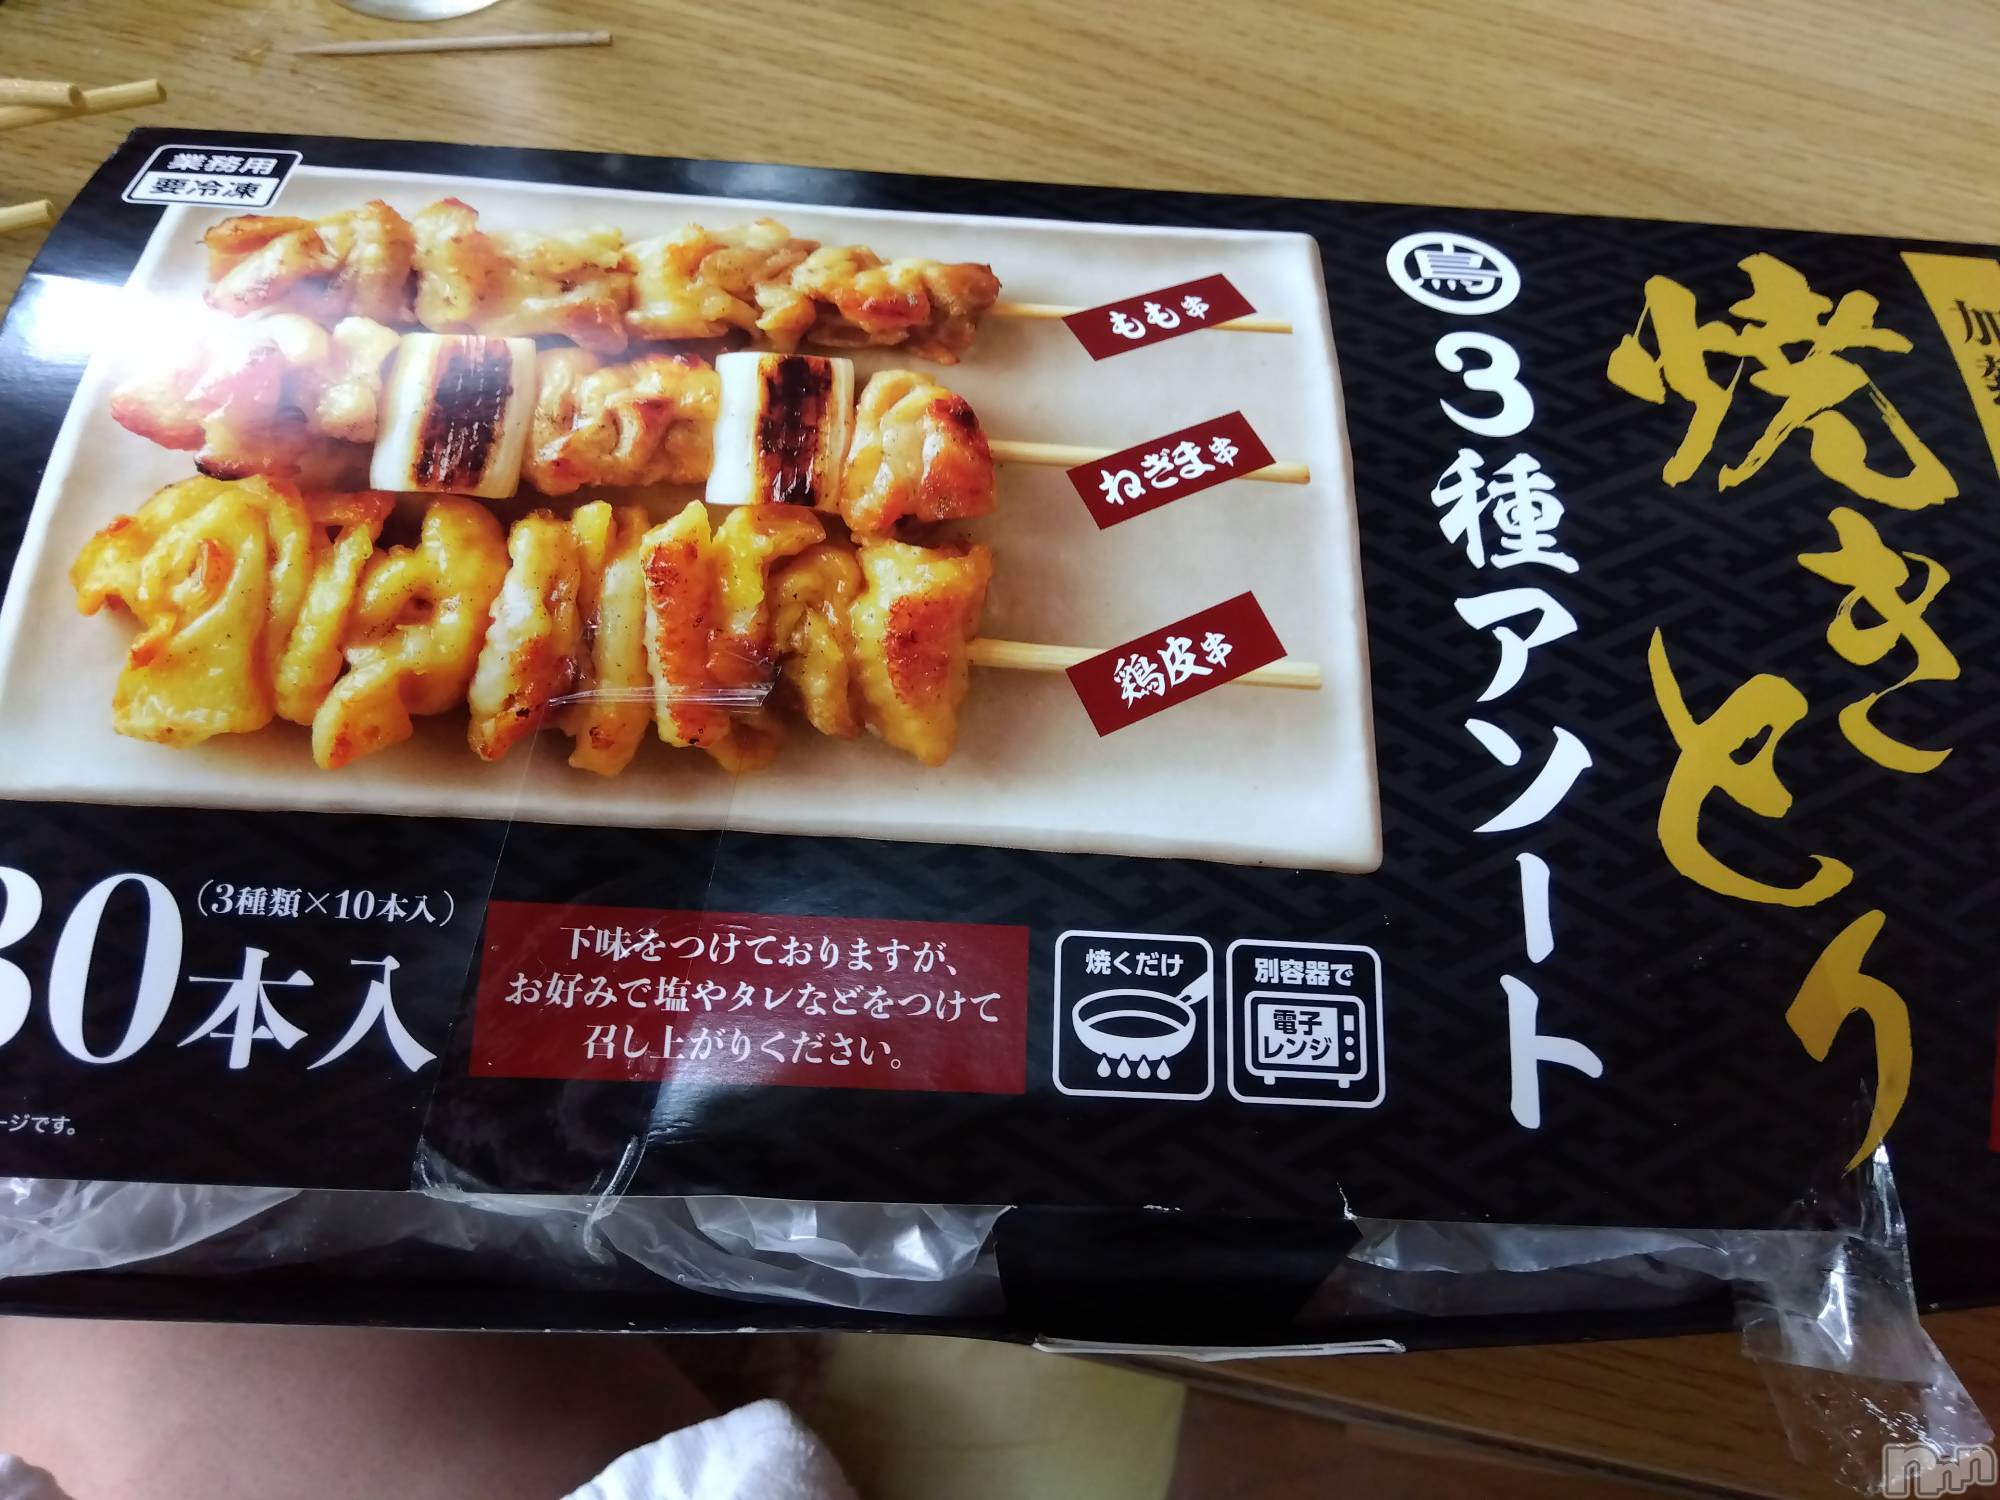 業務用
要冷凍
もも串
ねぎま串
鶏皮串
鳥
3種アソート
焼きとり
加熱
30本入
（3種類×10本入）
下味をつけておりますが、
お好みで塩やタレなどをつけて
召し上がりください。
焼くだけ
別容器で
電子
レンジ
ージです。
nnn